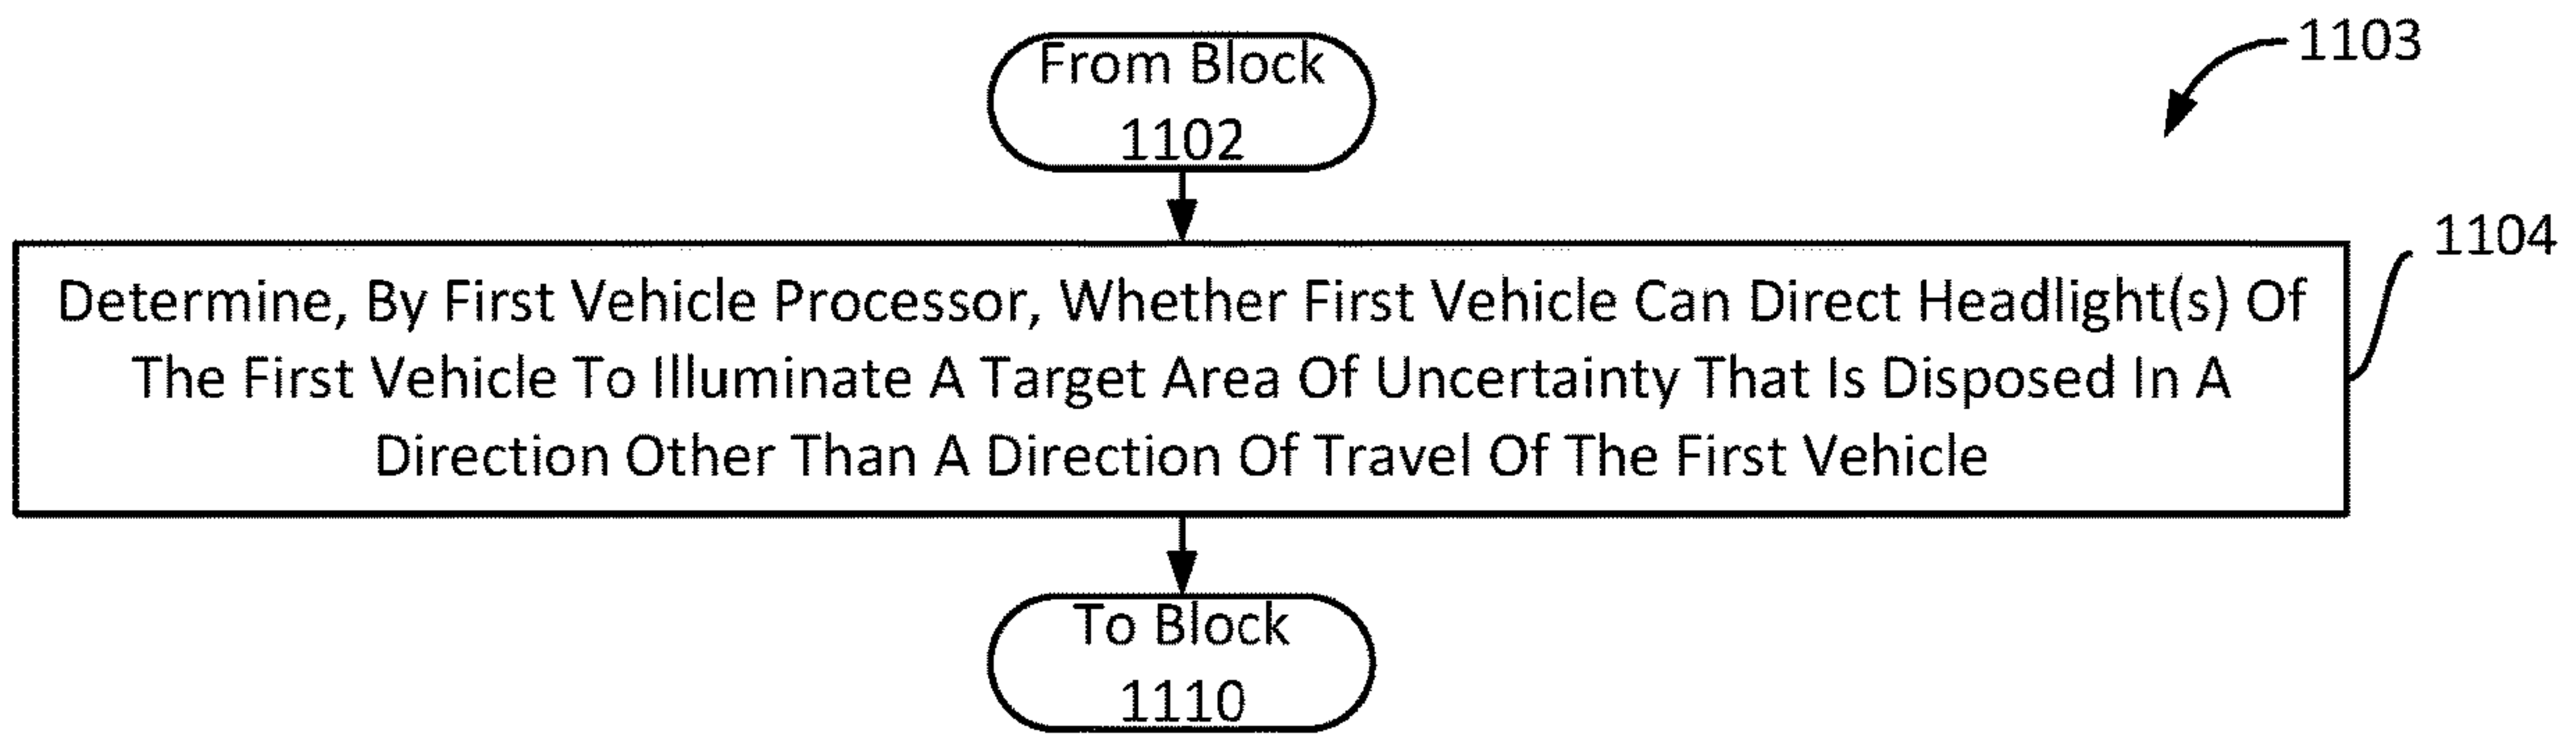 From Block
1102
1103
1104
Determine, By First Vehicle Processor, Whether First Vehicle Can Direct Headlight(s) Of
The First Vehicle To Illuminate A Target Area Of Uncertainty That Is Disposed In A
Direction Other Than A Direction Of Travel Of The First Vehicle
To Block
1110